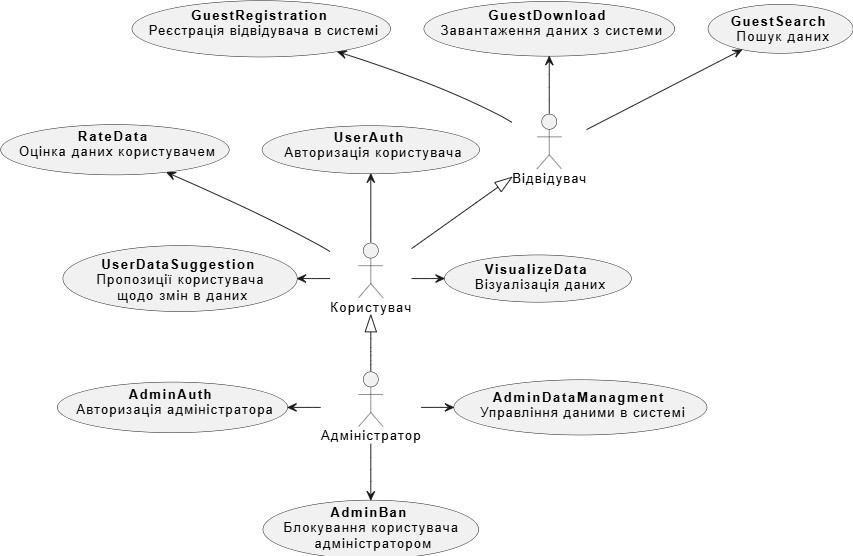 GuestRegistration
Реєстрація відвідувача в системі
GuestDownload
Завантаження даних з системи
GuestSearch
Пошук даних
Відвідувач
RateData
Оцінка даних користувачем
UserAuth
Авторизація користувача
UserDataSuggestion
Пропозиції користувача
щодо змін в даних
VisualizeData
Візуалізація даних
Користувач
AdminAuth
Авторизація адміністратора
AdminDataManagment
Управління даними в системі
Адміністратор
AdminBan
Блокування користувача
адміністратором